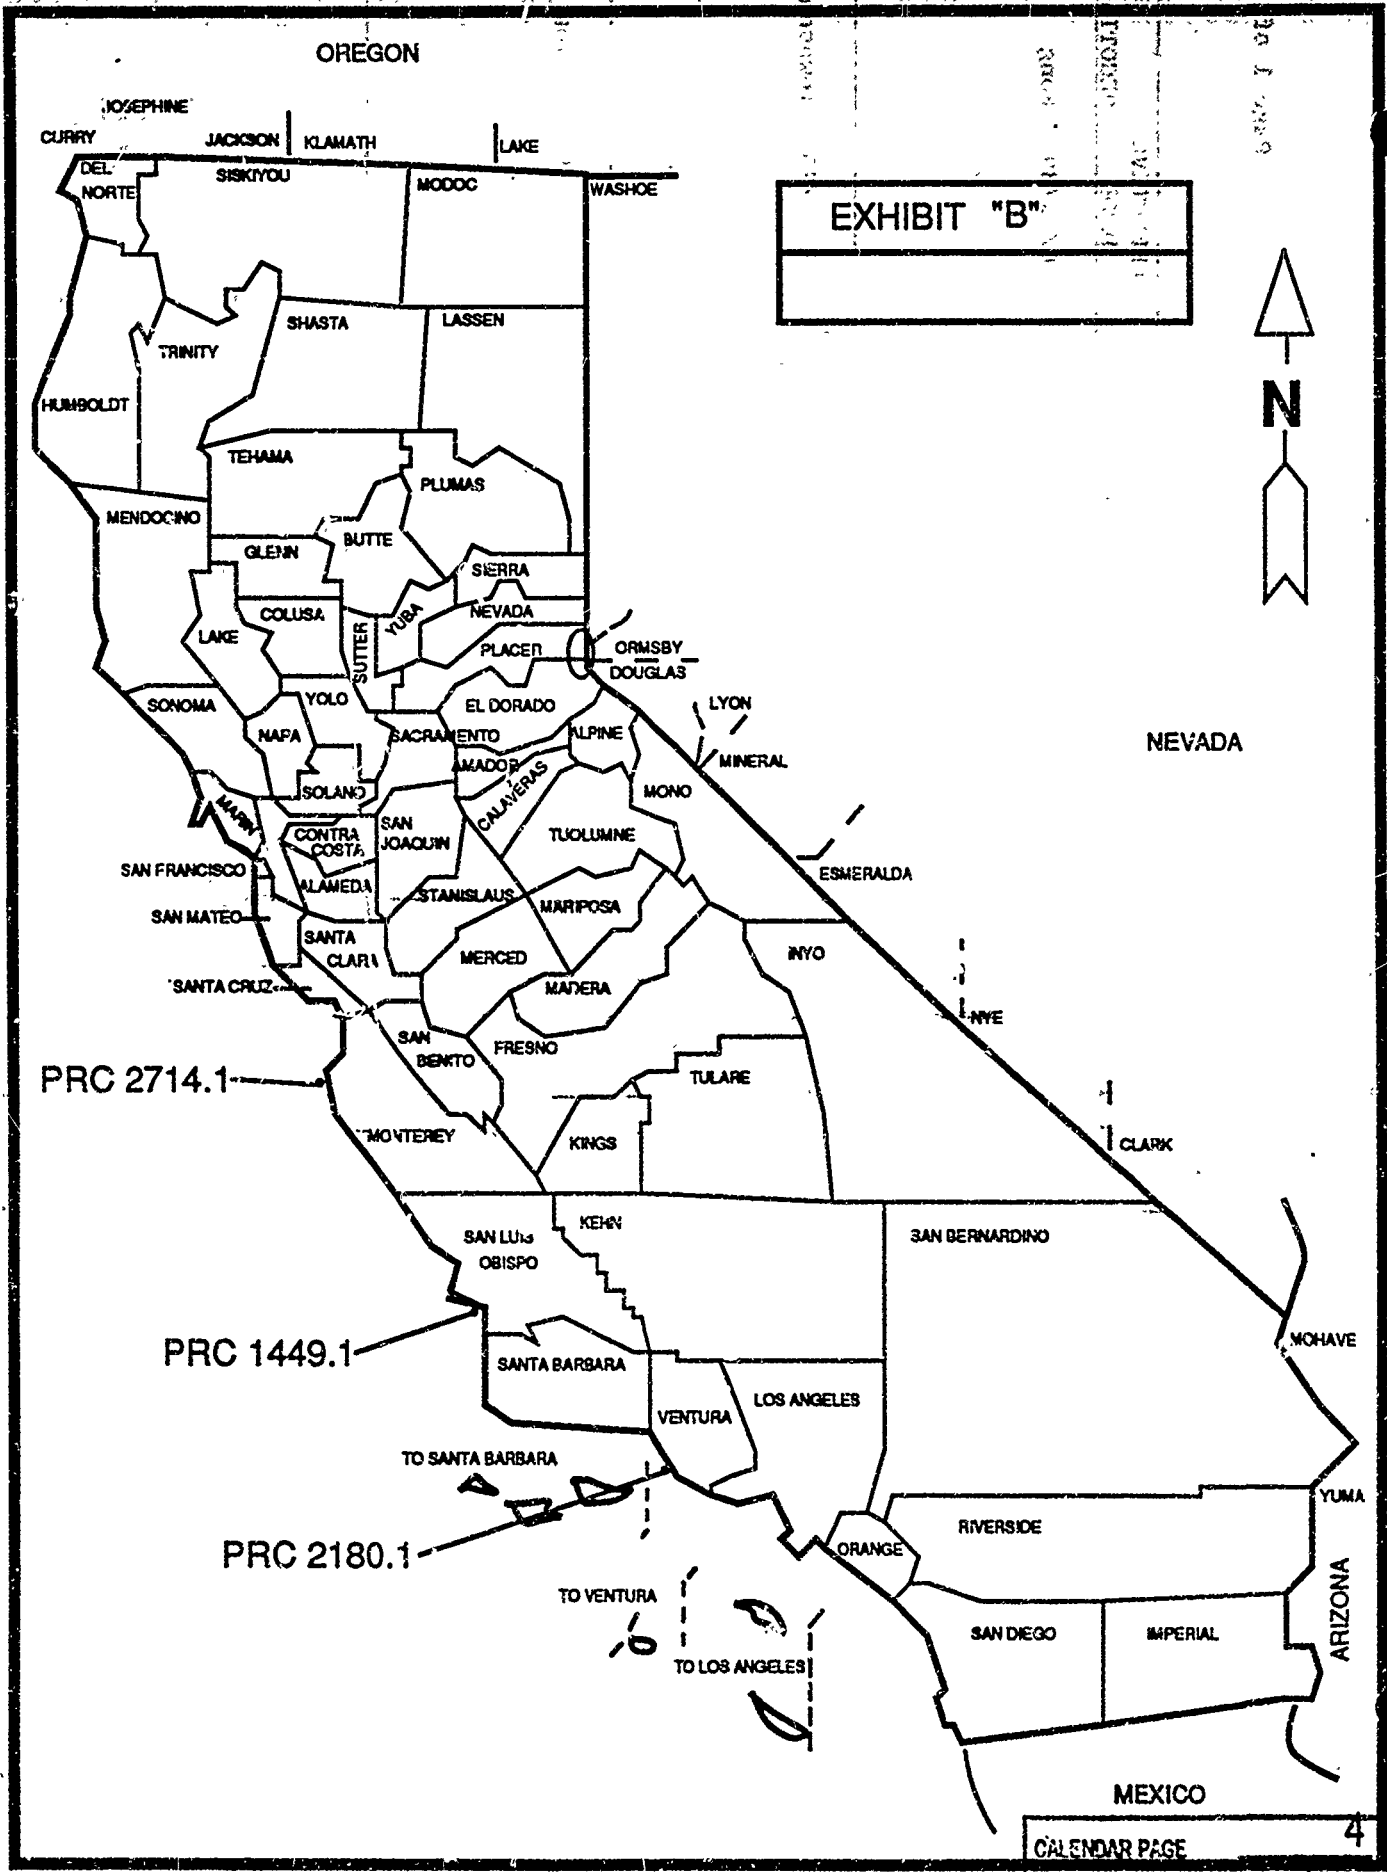 OREGON
JOSEPHINE
CURRY
JACKSON
KLAMATH
LAKE
DEL
NORTE
SISKIYOU
MODOC
WASHOE
EXHIBIT "B"
SHASTA
LASSEN
TRINITY
N
HUMBOLDT
TEHAMA
PLUMAS
MENDOCINO
BUTTE
GLENN
SIERRA
COLUSA
YUBA
NEVADA
LAKE
SUTTER
PLACER
ORMSBY
DOUGLAS
SONOMA
YOLO
EL DORADO
LYON
NAPA
SACRAMENTO
ALPINE
NEVADA
AMADOR
MINERAL
SOLANO
CALAVERAS
MONO
MARIN
CONTRA
COSTA
SAN
JOAQUIN
TUOLUMNE
SAN FRANCISCO
ALAMEDA
STANISLAUS
ESMERALDA
SAN MATEO
MARIPOSA
SANTA
CLARA
MERCED
INYO
SANTA CRUZ
MADERA
NYE
SAN
BENITO
FRESNO
PRC 2714.1
TULARE
MONTEREY
KINGS
CLARK
SAN LUIS
OBISPO
KERN
SAN BERNARDINO
PRC 1449.1
SANTA BARBARA
MOHAVE
VENTURA
LOS ANGELES
TO SANTA BARBARA
YUMA
PRC 2180.1
ORANGE
RIVERSIDE
TO VENTURA
ARIZONA
SAN DIEGO
IMPERIAL
TO LOS ANGELES
MEXICO
CALENDAR PAGE
4